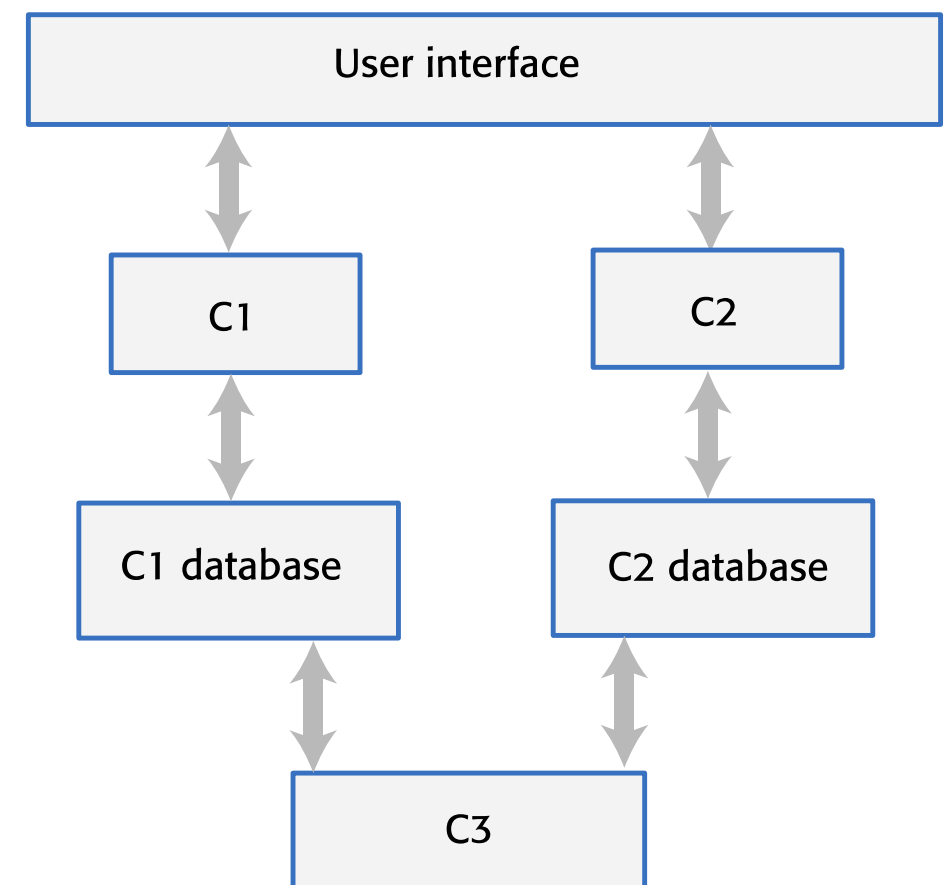 User interface
C1
C2
C1 database
C2 database
C3